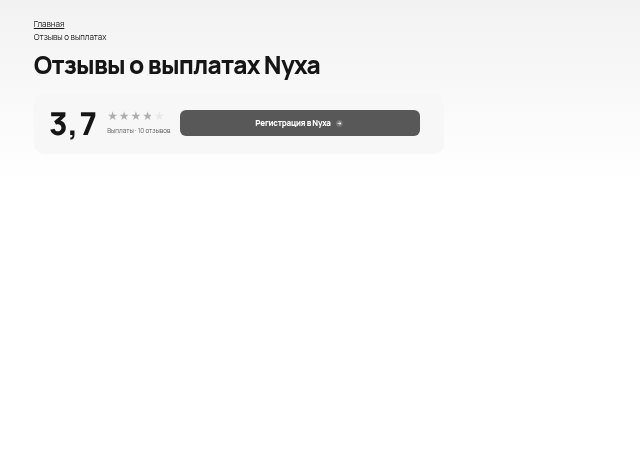 Главная
Отзывы о выплатах
Отзывы о выплатах Nyxa
3,7
Выплаты · 10 отзывов
Регистрация в Nyxa